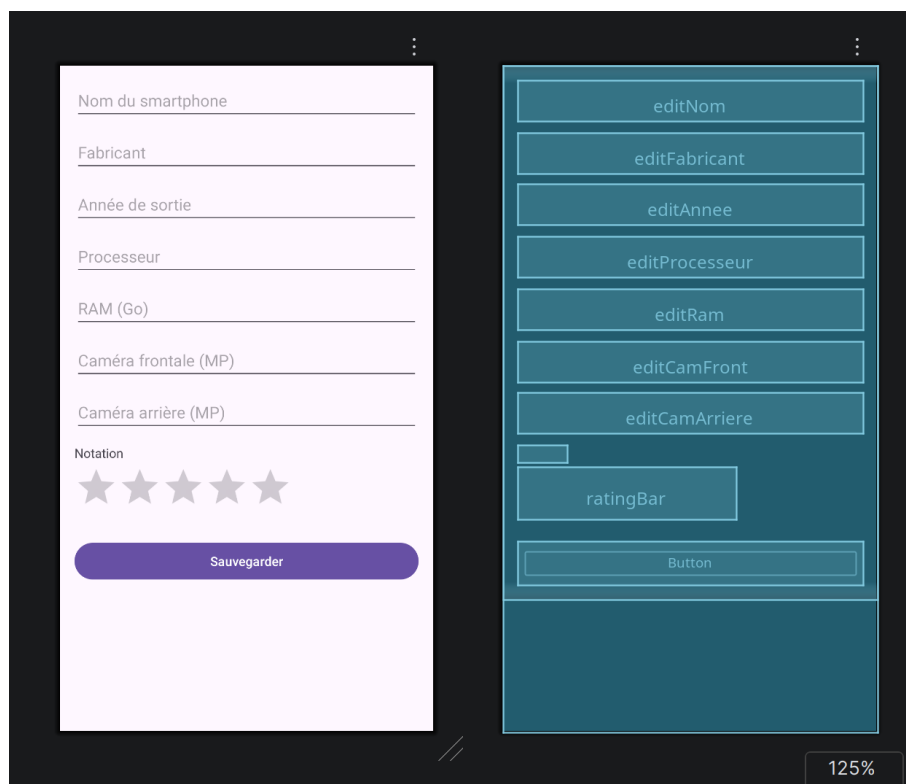 Nom du smartphone
Fabricant
Année de sortie
Processeur
RAM (Go)
Caméra frontale (MP)
Caméra arrière (MP)
Notation
Sauvegarder
editNom
editFabricant
editAnnee
editProcesseur
editRam
editCamFront
editCamArriere
ratingBar
Button
125%